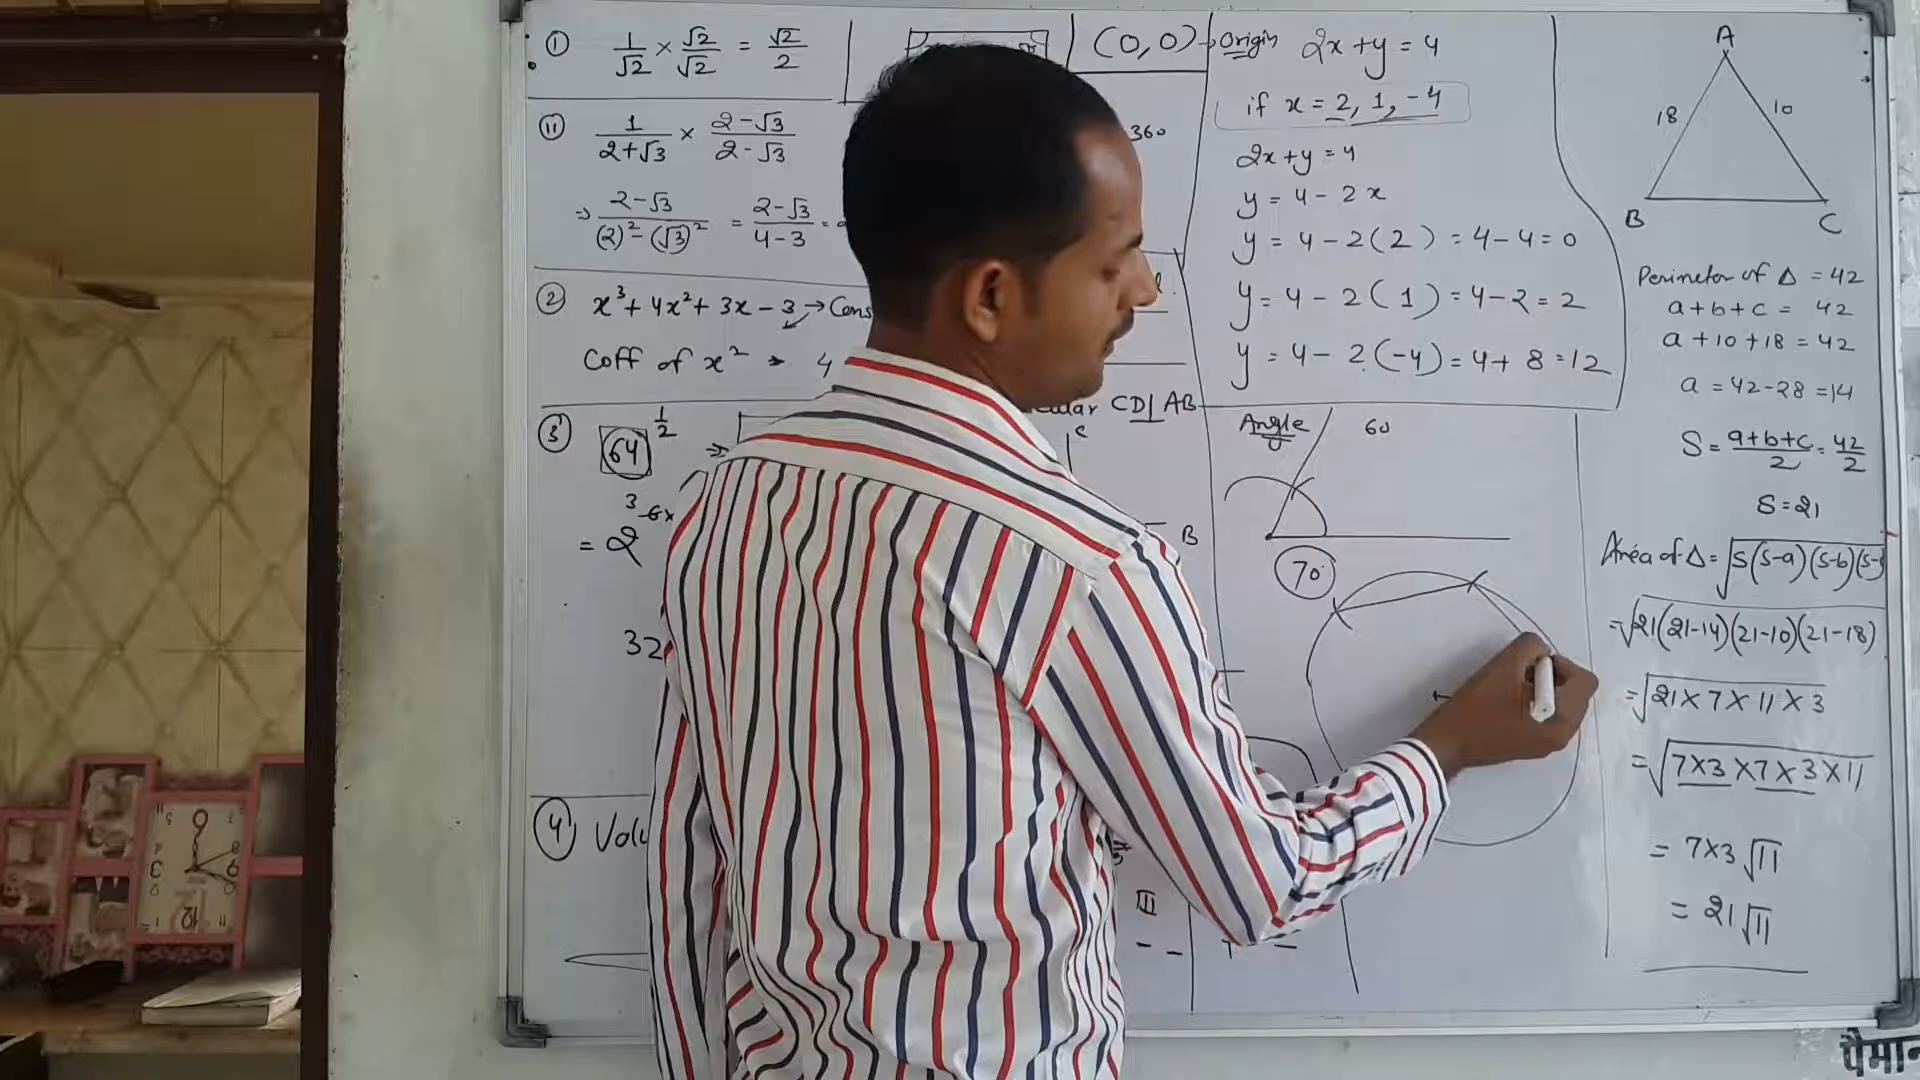 ① 1/√2 × √2/√2 = √2/2
⑪ 1/(2+√3) × (2-√3)/(2-√3)
⇒ (2-√3)/((2)²-(√3)²) = (2-√3)/(4-3) =
② x³ + 4x² + 3x - 3 → Cons
Coff of x² → 4
③ 64^(1/2) ⇒
= 2
32
④ Volu
(0,0) → Origin
360
CD⊥AB
C
B
II
2x + y = 4
if x = 2, 1, -4
2x + y = 4
y = 4 - 2x
y = 4 - 2(2) = 4 - 4 = 0
y = 4 - 2(1) = 4 - 2 = 2
y = 4 - 2(-4) = 4 + 8 = 12
Angle 60
70
A
18 10
B C
Perimeter of Δ = 42
a + b + c = 42
a + 10 + 18 = 42
a = 42 - 28 = 14
S = (a+b+c)/2 = 42/2
S = 21
Area of Δ = √S(S-a)(S-b)(S-
= √21(21-14)(21-10)(21-18)
= √21 × 7 × 11 × 3
= √7×3×7×3×11
= 7×3√11
= 21√11
9
6
3
12